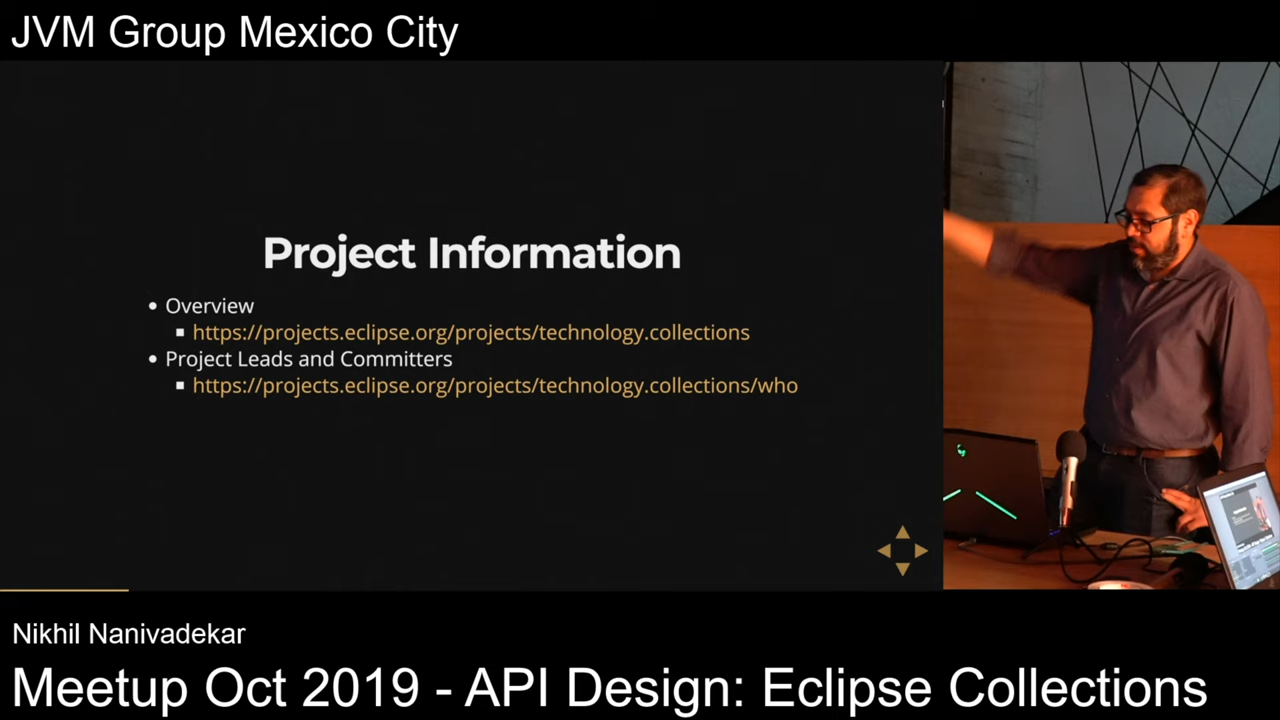 JVM Group Mexico City
Project Information
Overview
https://projects.eclipse.org/projects/technology.collections
Project Leads and Committers
https://projects.eclipse.org/projects/technology.collections/who
Nikhil Nanivadekar
Meetup Oct 2019 - API Design: Eclipse Collections